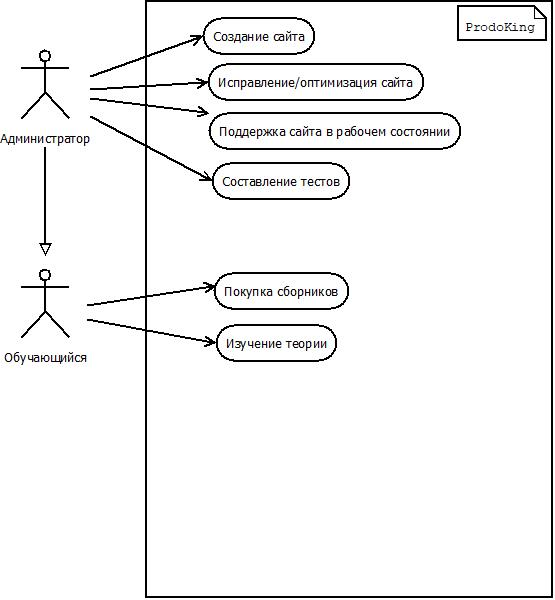 ProdoKing
Создание сайта
Исправление/оптимизация сайта
Администратор
Поддержка сайта в рабочем состоянии
Составление тестов
Покупка сборников
Обучающийся
Изучение теории